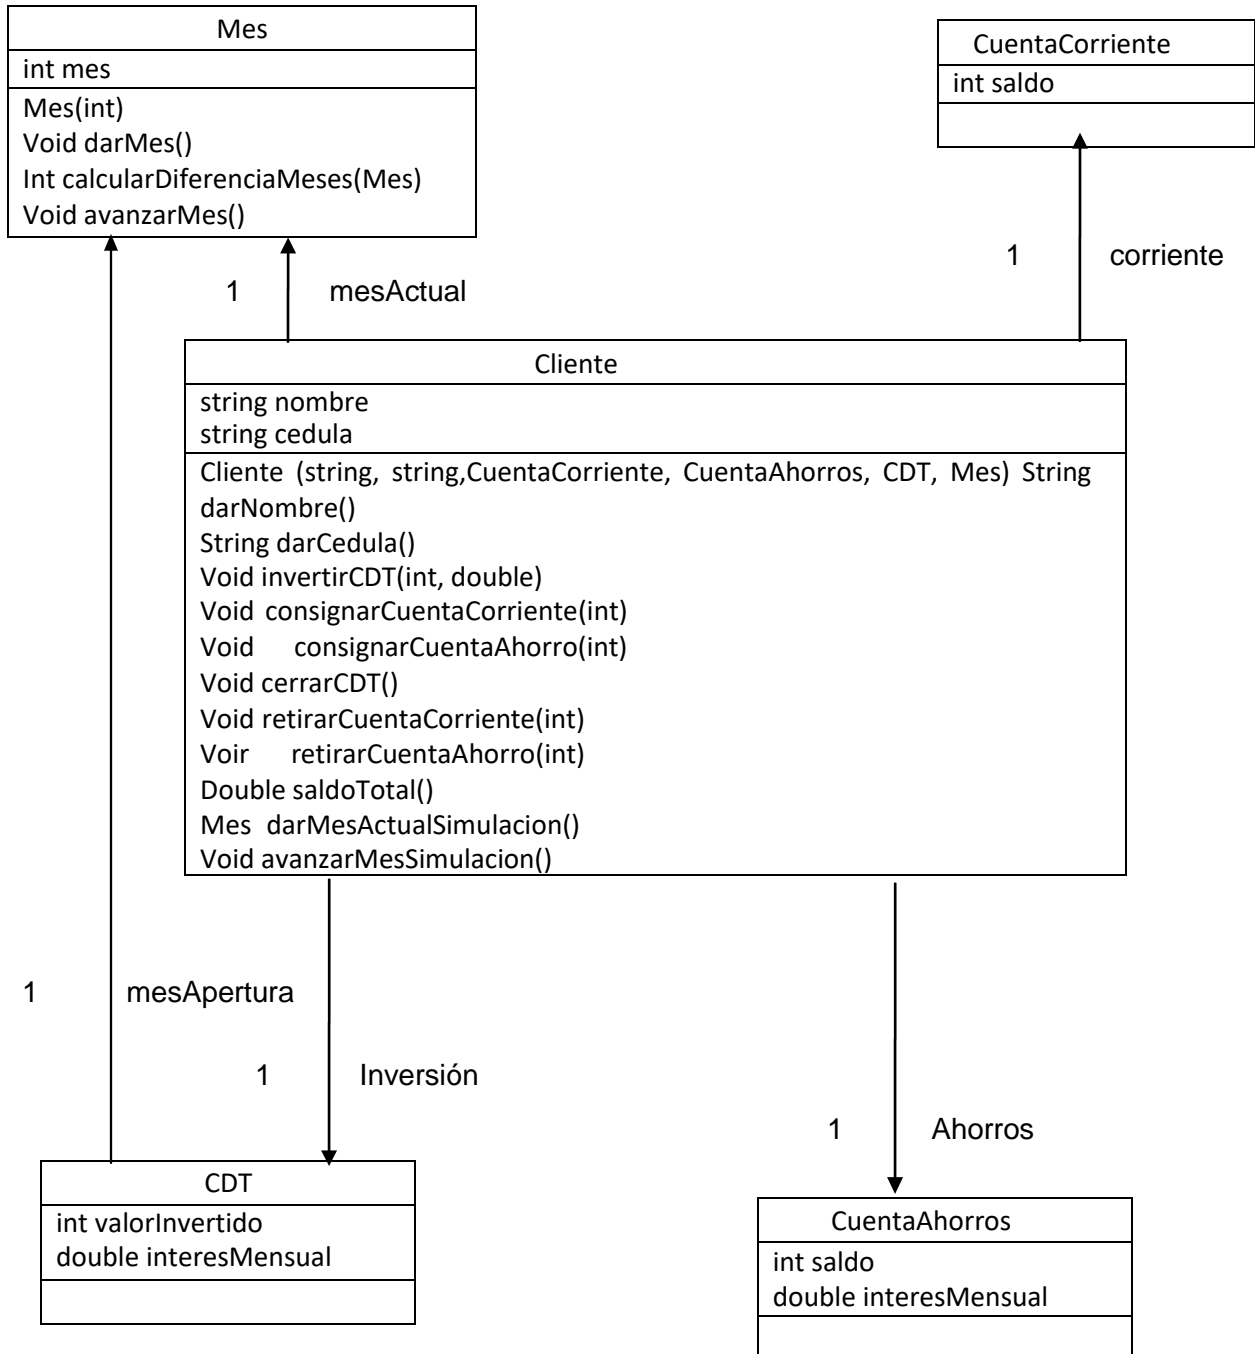 Mes
int mes
Mes(int)
Void darMes()
Int calcularDiferenciaMeses(Mes)
Void avanzarMes()
CuentaCorriente
int saldo
1 mesActual
1 corriente
Cliente
string nombre
string cedula
Cliente (string, string,CuentaCorriente, CuentaAhorros, CDT, Mes) String
darNombre()
String darCedula()
Void invertirCDT(int, double)
Void consignarCuentaCorriente(int)
Void consignarCuentaAhorro(int)
Void cerrarCDT()
Void retirarCuentaCorriente(int)
Voir retirarCuentaAhorro(int)
Double saldoTotal()
Mes darMesActualSimulacion()
Void avanzarMesSimulacion()
1 mesApertura
1 Inversión
1 Ahorros
CDT
int valorInvertido
double interesMensual
CuentaAhorros
int saldo
double interesMensual